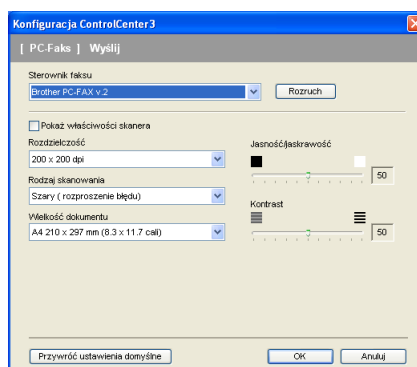 Konfiguracja ControlCenter3
[ PC-Faks ] Wyślij
Sterownik faksu
Brother PC-FAX v.2
Rozruch
Pokaż właściwości skanera
Rozdzielczość
200 x 200 dpi
Jasność/jaskrawość
50
Rodzaj skanowania
Szary ( rozproszenie błędu)
Kontrast
50
Wielkość dokumentu
A4 210 x 297 mm (8.3 x 11.7 cali)
Przywróć ustawienia domyślne
OK
Anuluj